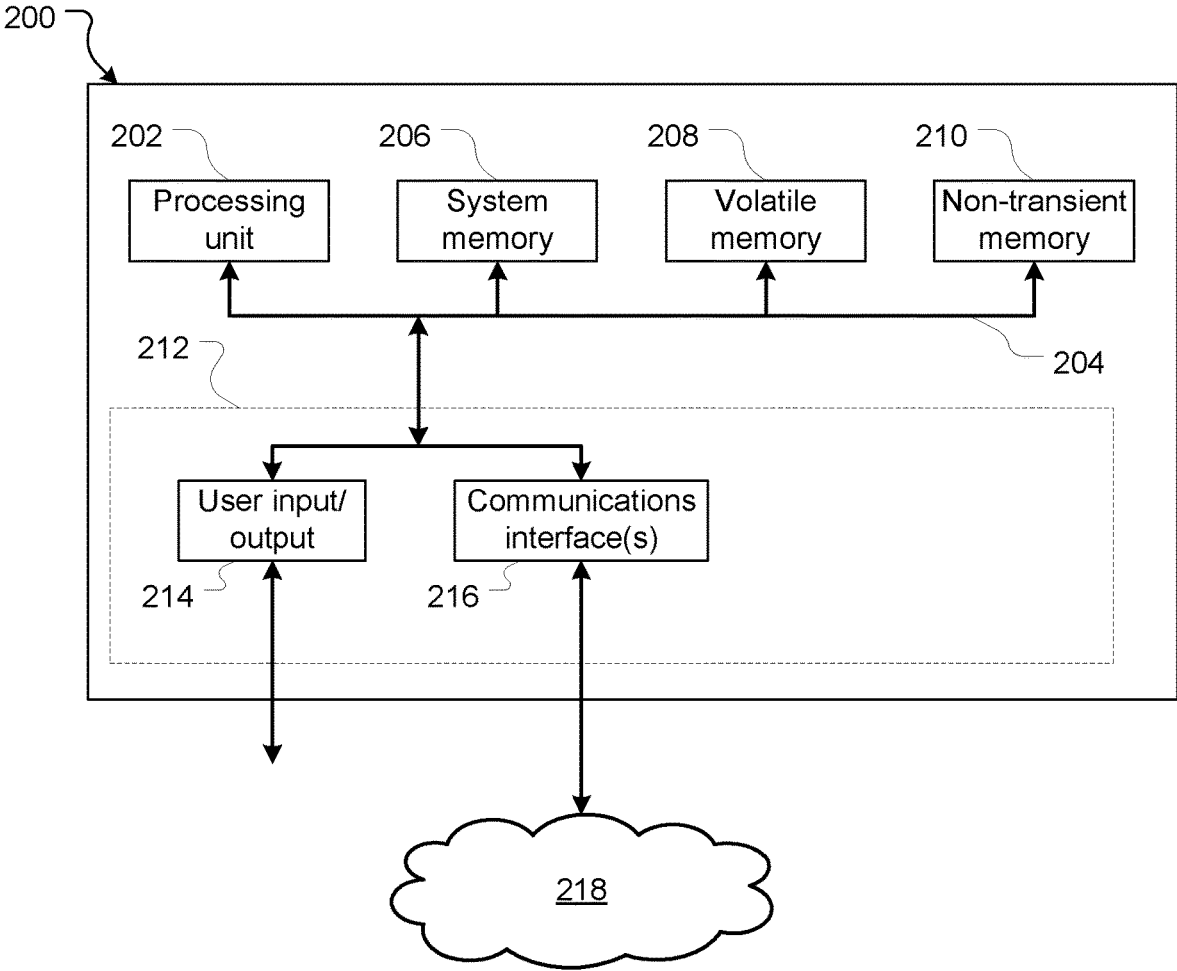 200
202
206
208
210
Processing
unit
System
memory
Volatile
memory
Non-transient
memory
212
204
User input/
output
Communications
interface(s)
214
216
218